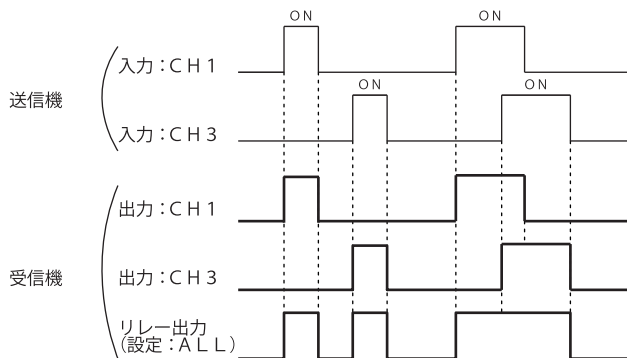 ON
ON
入力：CH1
ON
ON
送信機
入力：CH3
出力：CH1
受信機
出力：CH3
リレー出力
（設定：ALL）